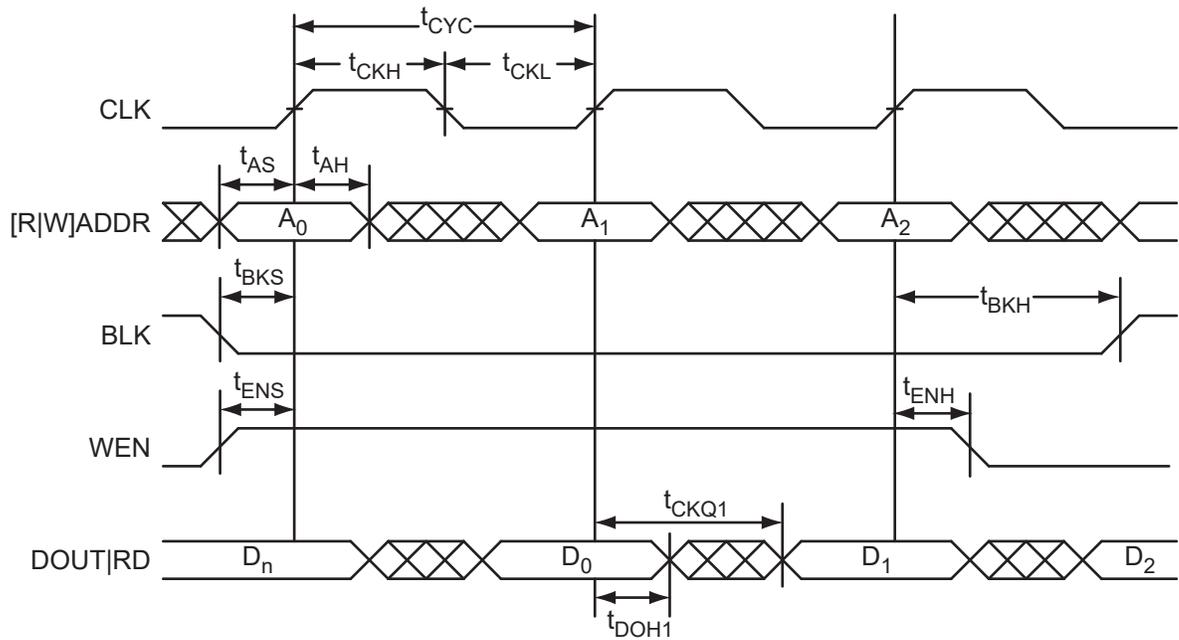 tCYC
tCKH tCKL
CLK
tAS tAH
[R|W]ADDR A0 A1 A2
tBKS tBKH
BLK
tENS tENH
WEN
tCKQ1
DOUT|RD Dn D0 D1 D2
tDOH1